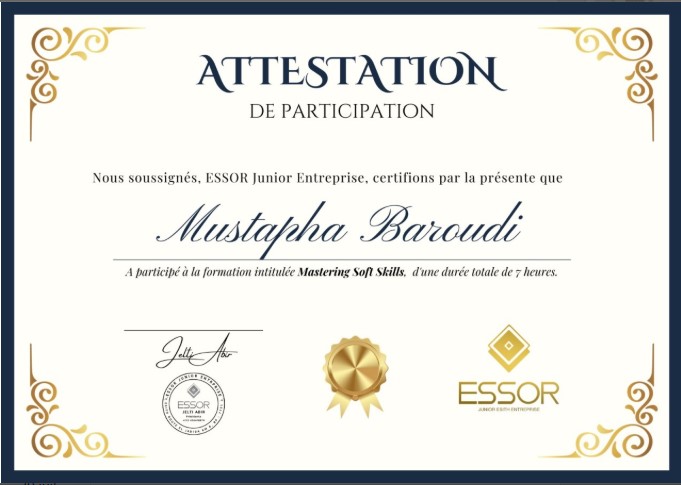 ATTESTATION
DE PARTICIPATION
Nous soussignés, ESSOR Junior Entreprise, certifions par la présente que
Mustapha Baroudi
A participé à la formation intitulée Mastering Soft Skills, d'une durée totale de 7 heures.
Jelti Abir
ESSOR JUNIOR ENTREPRISE
ESSOR
JELTI ABIR
ESSOR
JUNIOR ESITH ENTREPRISE